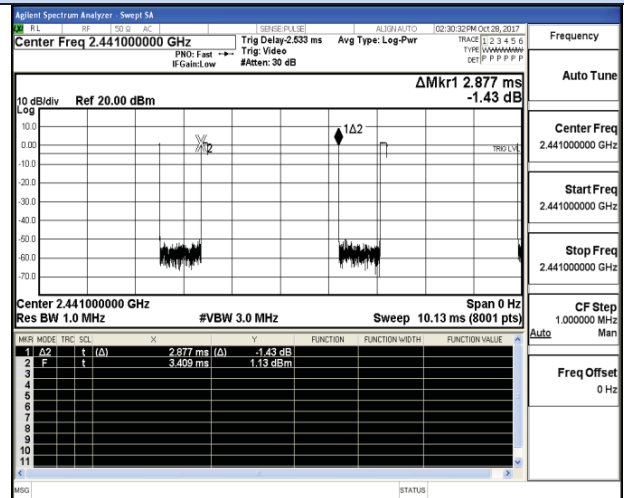 Agilent Spectrum Analyzer - Swept SA
RL RF 50 Ω AC SENSE:PULSE ALIGN AUTO 02:30:32 PM Oct 28, 2017
Center Freq 2.441000000 GHz Trig Delay-2.533 ms Avg Type: Log-Pwr TRACE 1 2 3 4 5 6
PNO: Fast Trig: Video TYPE WWWWWW
IFGain:Low #Atten: 30 dB DET P P P P P P
Frequency
Auto Tune
ΔMkr1 2.877 ms
-1.43 dB
10 dB/div Ref 20.00 dBm
Log
10.0
0.00
-10.0
-20.0
-30.0
-40.0
-50.0
-60.0
-70.0
1Δ2
2
TRIG LVL
Center Freq
2.441000000 GHz
Start Freq
2.441000000 GHz
Stop Freq
2.441000000 GHz
Center 2.441000000 GHz Span 0 Hz
Res BW 1.0 MHz #VBW 3.0 MHz Sweep 10.13 ms (8001 pts)
CF Step
1.000000 MHz
Auto Man
MKR MODE TRC SCL X Y FUNCTION FUNCTION WIDTH FUNCTION VALUE
1 Δ2 t (Δ) 2.877 ms (Δ) -1.43 dB
2 F t 3.409 ms 1.13 dBm
3
4
5
6
7
8
9
10
11
Freq Offset
0 Hz
MSG STATUS